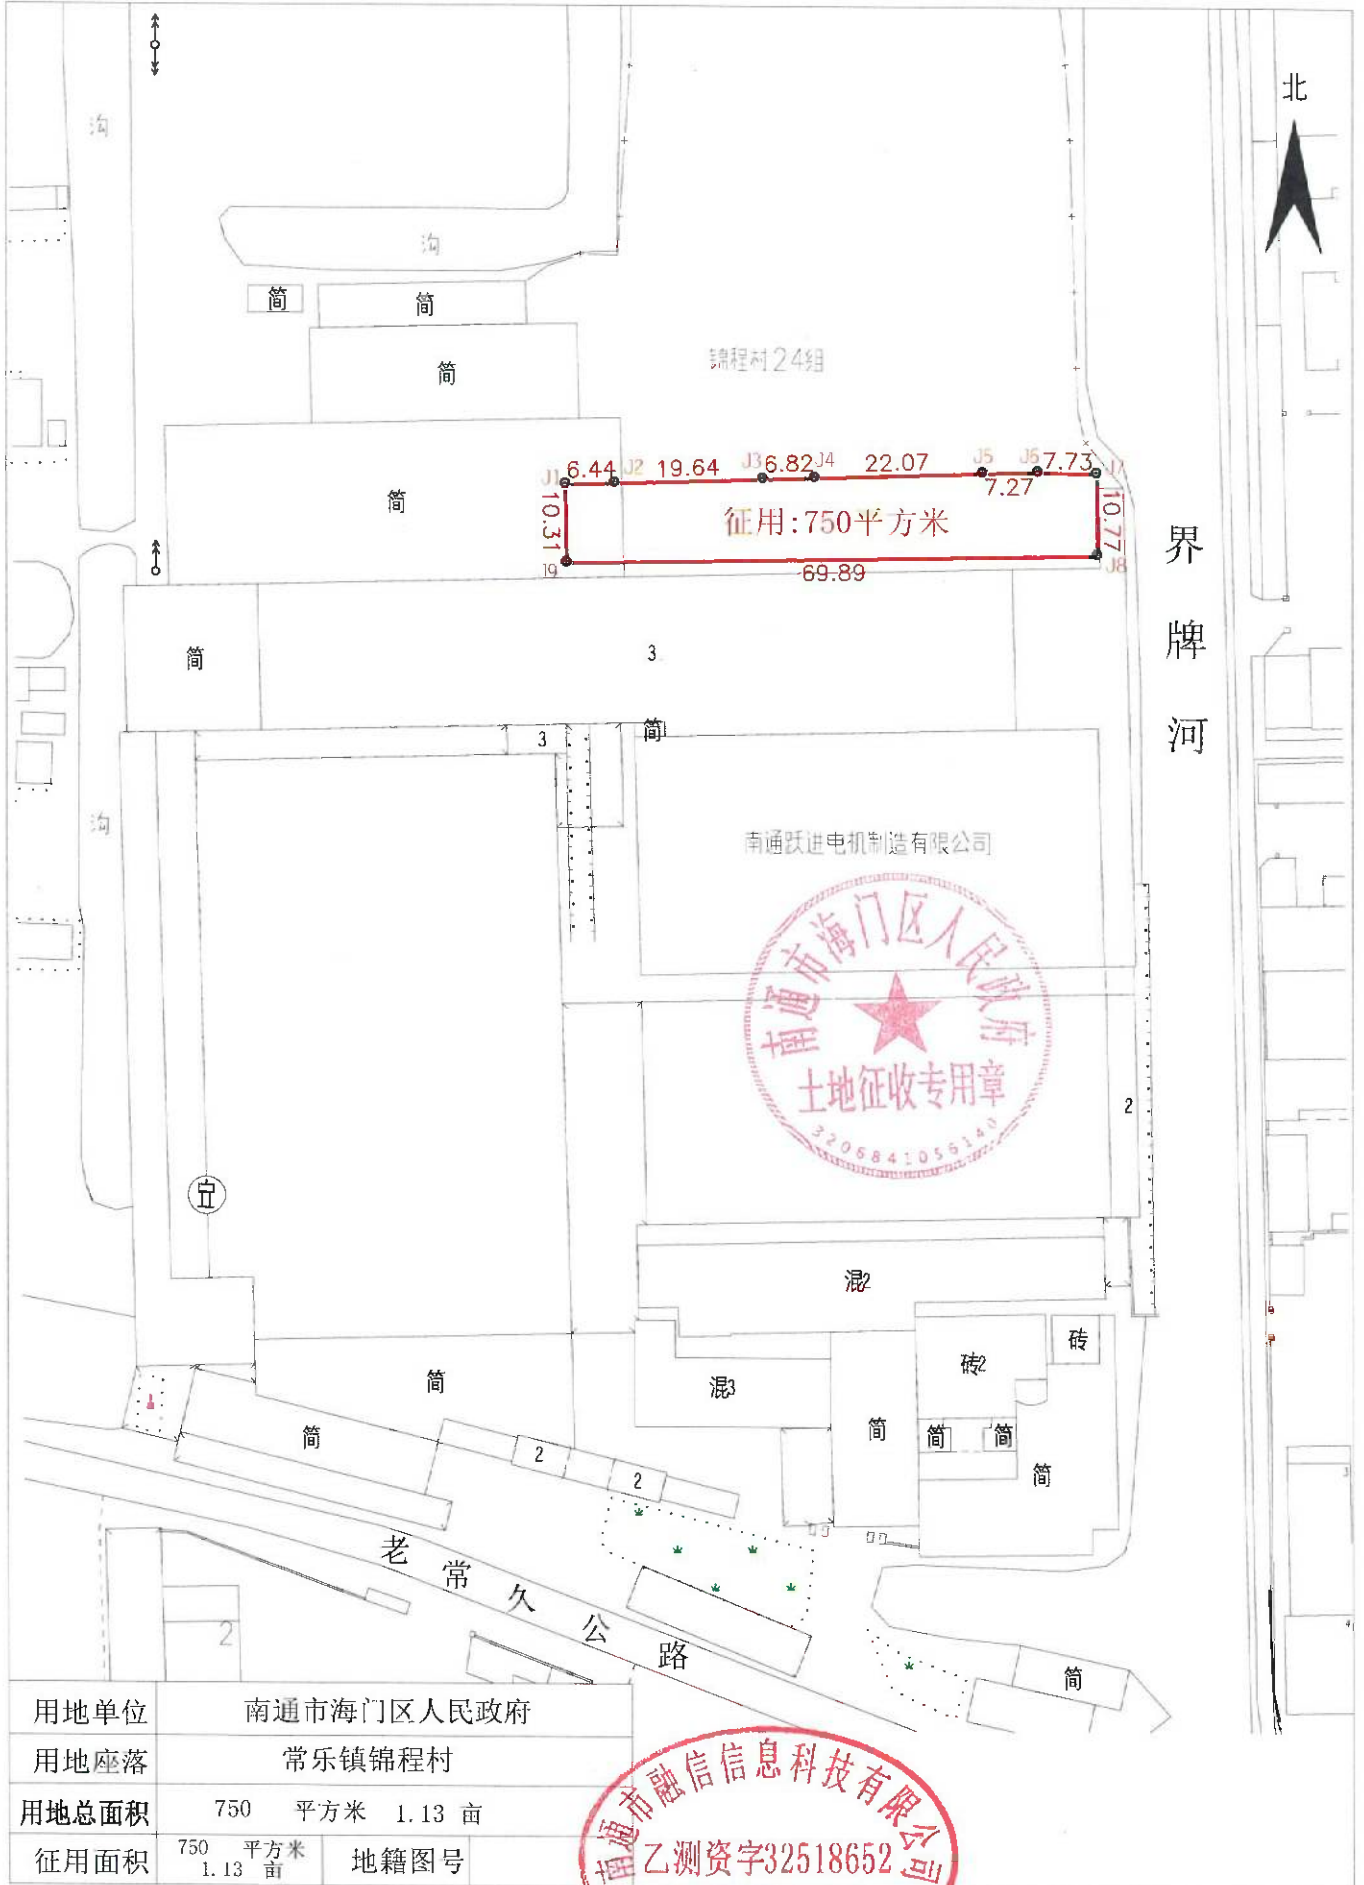 北
沟
沟
简
简
简
锦程村24组
简
J1 6.44 J2 19.64 J3 6.82 J4 22.07 J5 J6 7.73 J7
7.27
10.31
征用:750平方米
10.77
J9
69.89
J8
界
牌
河
简
3
简
3
沟
南通跃进电机制造有限公司
南通市海门区人民政府
土地征收专用章
3206841056140
2
混2
砖2
砖
简
混3
简
简
简
简
简
2
2
3
老常久公路
2
4
简
用地单位 南通市海门区人民政府
用地座落 常乐镇锦程村
用地总面积 750 平方米 1.13 亩
征用面积 750 平方米 1.13 亩 地籍图号
南通市融信信息科技有限公司
乙测资字32518652